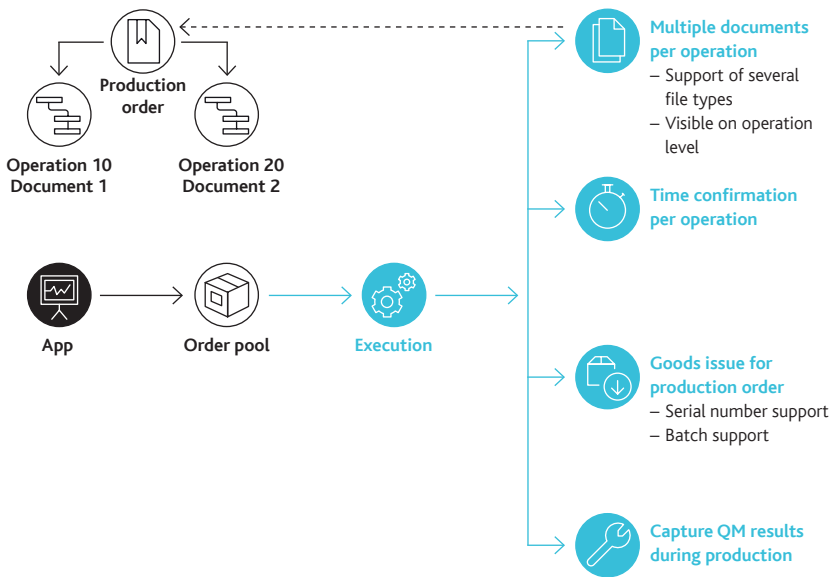 Production
order
Operation 10
Document 1
Operation 20
Document 2
App
Order pool
Execution
Multiple documents
per operation
– Support of several
file types
– Visible on operation
level
Time confirmation
per operation
Goods issue for
production order
– Serial number support
– Batch support
Capture QM results
during production